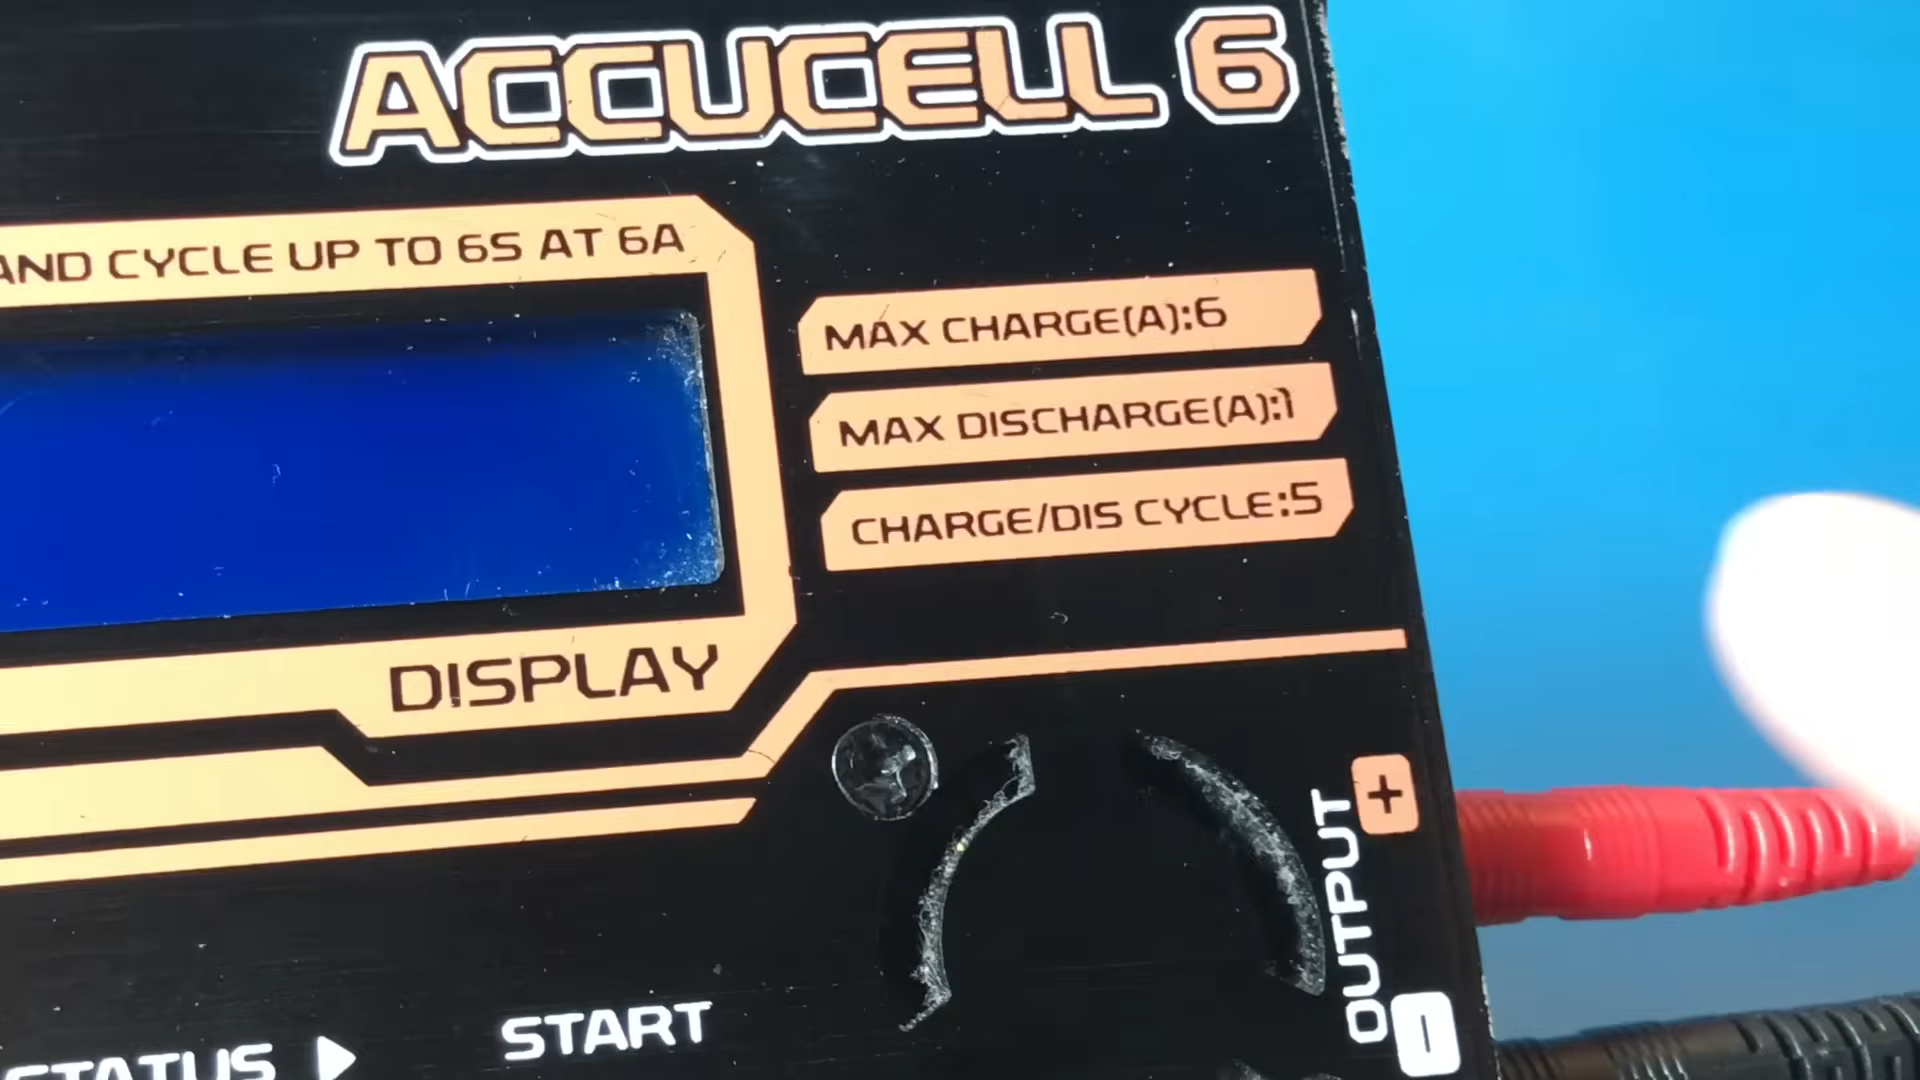 ACCUCELL 6
AND CYCLE UP TO 6S AT 6A
MAX CHARGE(A):6
MAX DISCHARGE(A):1
CHARGE/DIS CYCLE:5
DISPLAY
+
OUTPUT
-
START
STATUS ▶